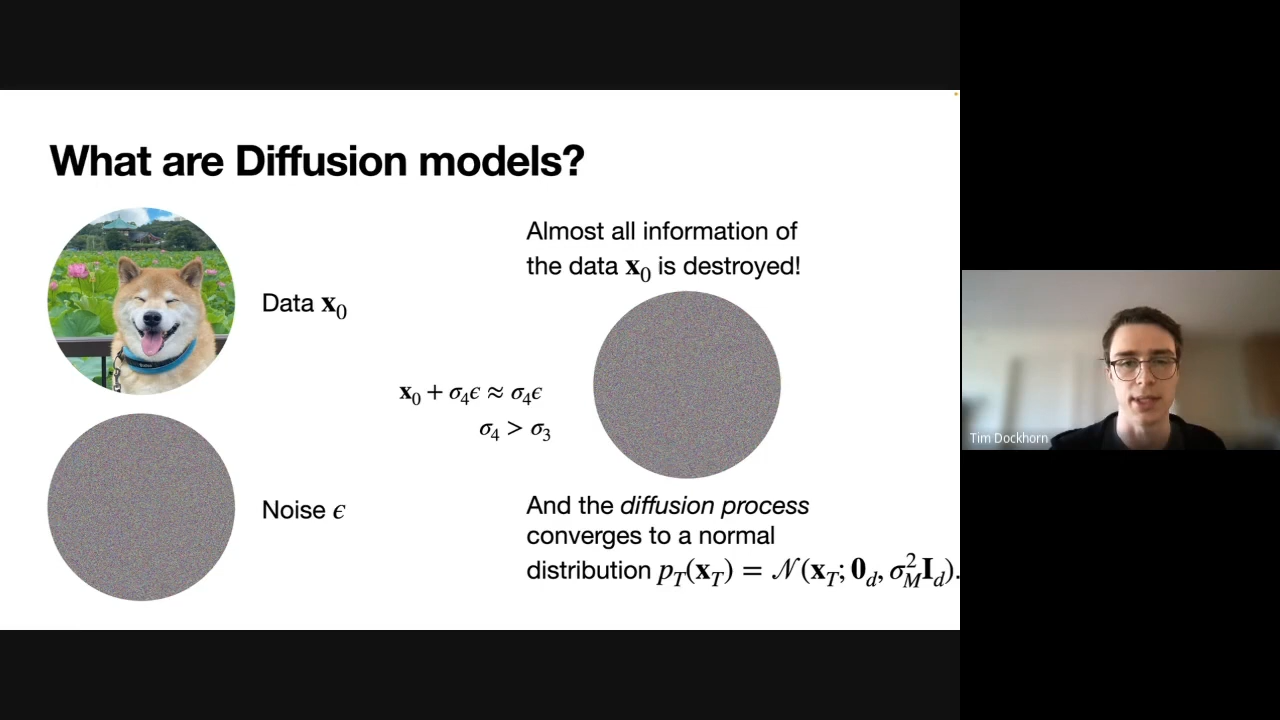 What are Diffusion models?
Data x₀
Noise ϵ
x₀ + σ₄ϵ ≈ σ₄ϵ
σ₄ > σ₃
Almost all information of
the data x₀ is destroyed!
And the diffusion process
converges to a normal
distribution p_T(x_T) = 𝒩(x_T; 0_d, σ_M² I_d).
Tim Dockhorn